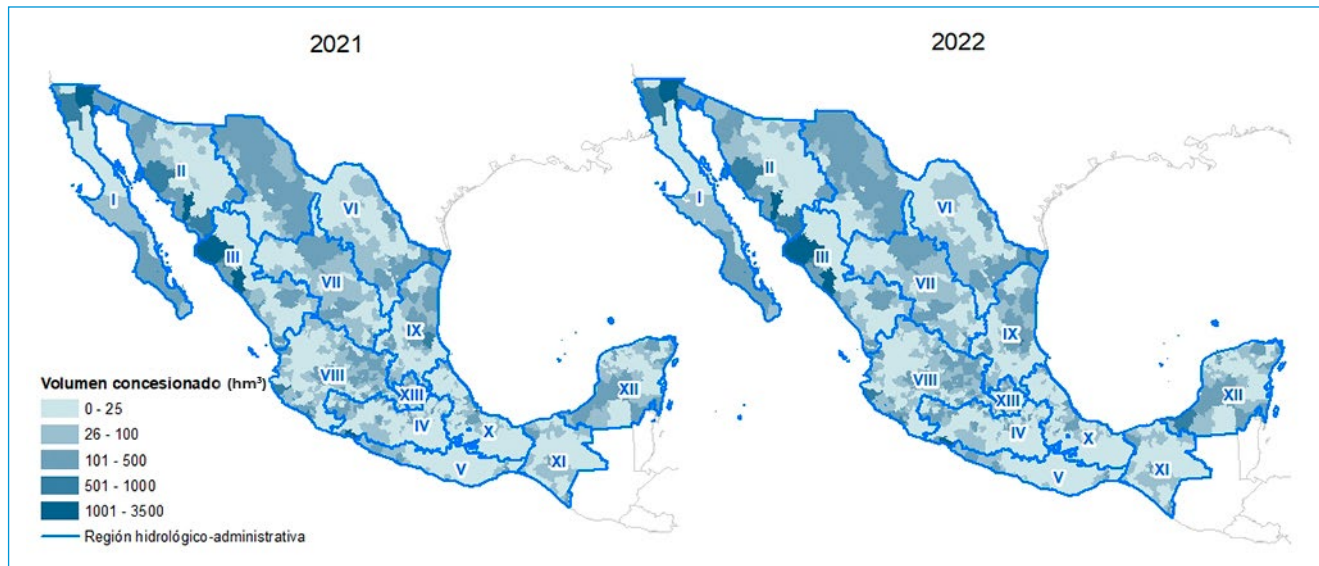 2021
2022
I
II
III
VI
VII
IX
VIII
XIII
IV
X
V
XI
XII
I
II
III
VI
VII
IX
VIII
XIII
IV
X
V
XI
XII
Volumen concesionado (hm³)
0 - 25
26 - 100
101 - 500
501 - 1000
1001 - 3500
Región hidrológico-administrativa